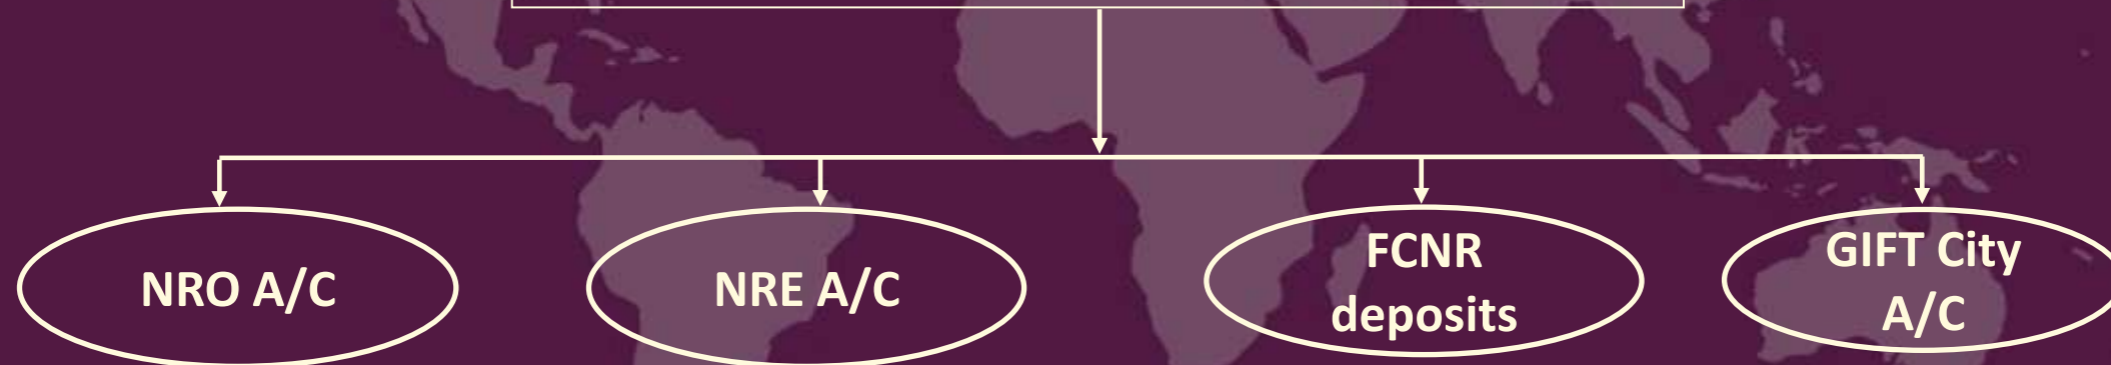 NRO A/C
NRE A/C
FCNR
deposits
GIFT City
A/C